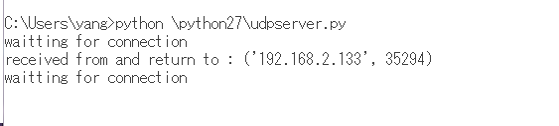 C:\Users\yang>python \python27\udpserver.py
waitting for connection
received from and return to : ('192.168.2.133', 35294)
waitting for connection